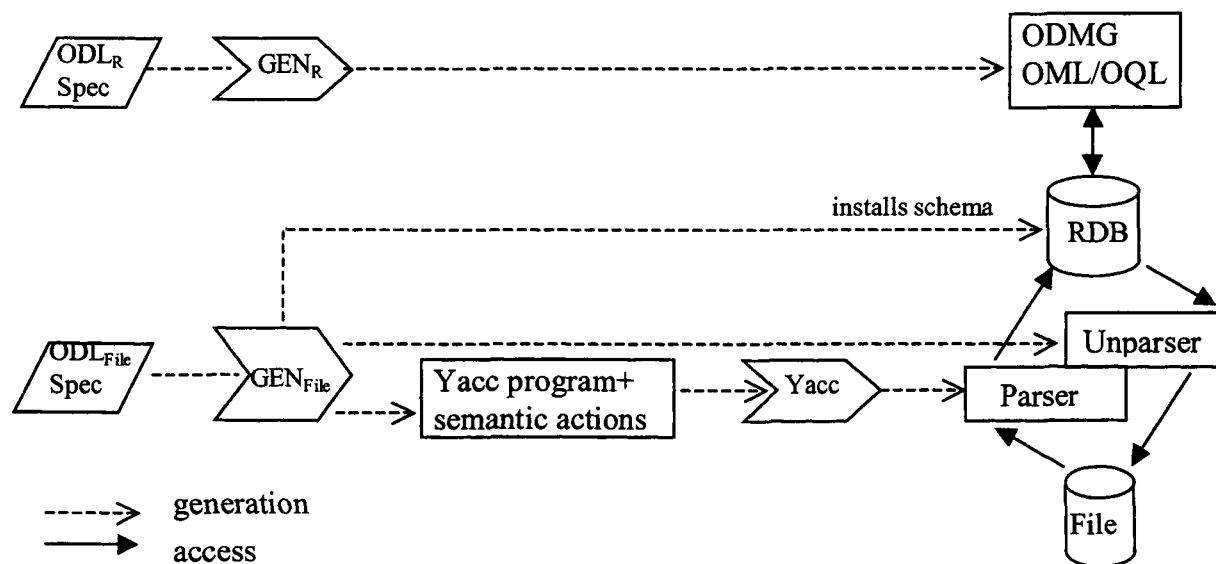 ODL_R
Spec
GEN_R
ODMG
OML/OQL
installs schema
RDB
ODL_File
Spec
GEN_File
Yacc program+
semantic actions
Yacc
Unparser
Parser
File
generation
access